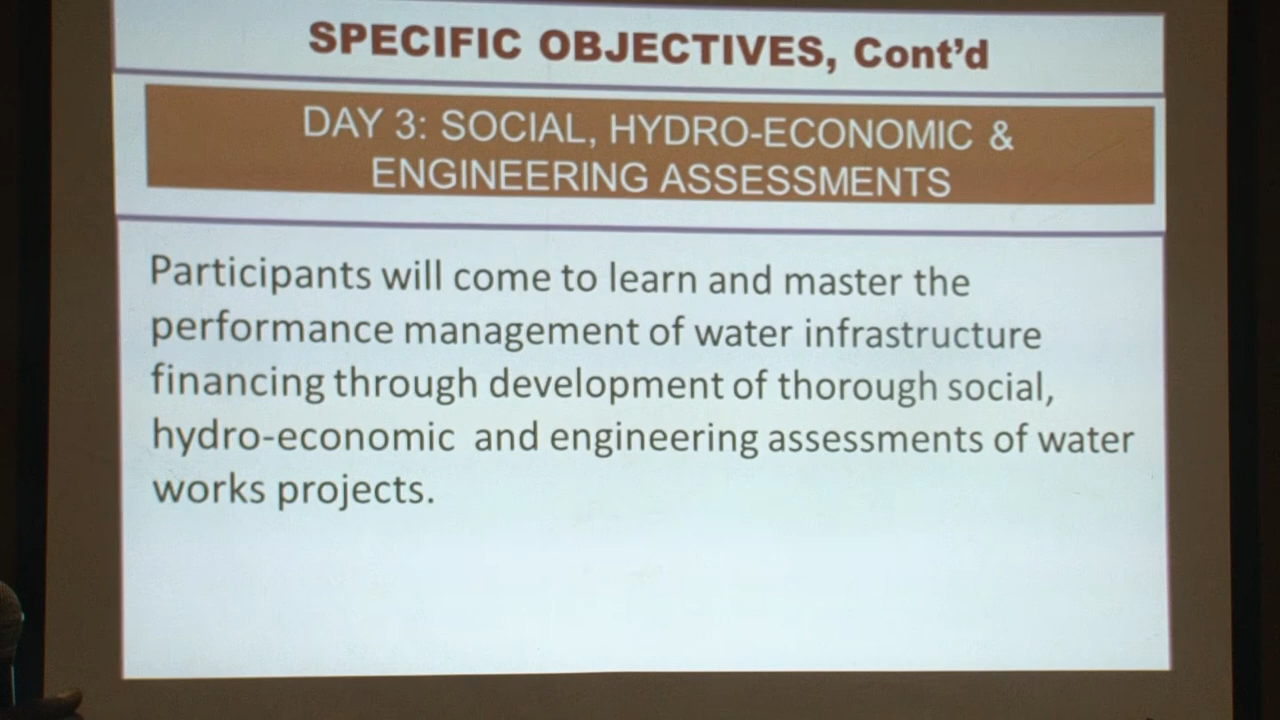 SPECIFIC OBJECTIVES, Cont'd
DAY 3: SOCIAL, HYDRO-ECONOMIC &
ENGINEERING ASSESSMENTS
Participants will come to learn and master the
performance management of water infrastructure
financing through development of thorough social,
hydro-economic and engineering assessments of water
works projects.